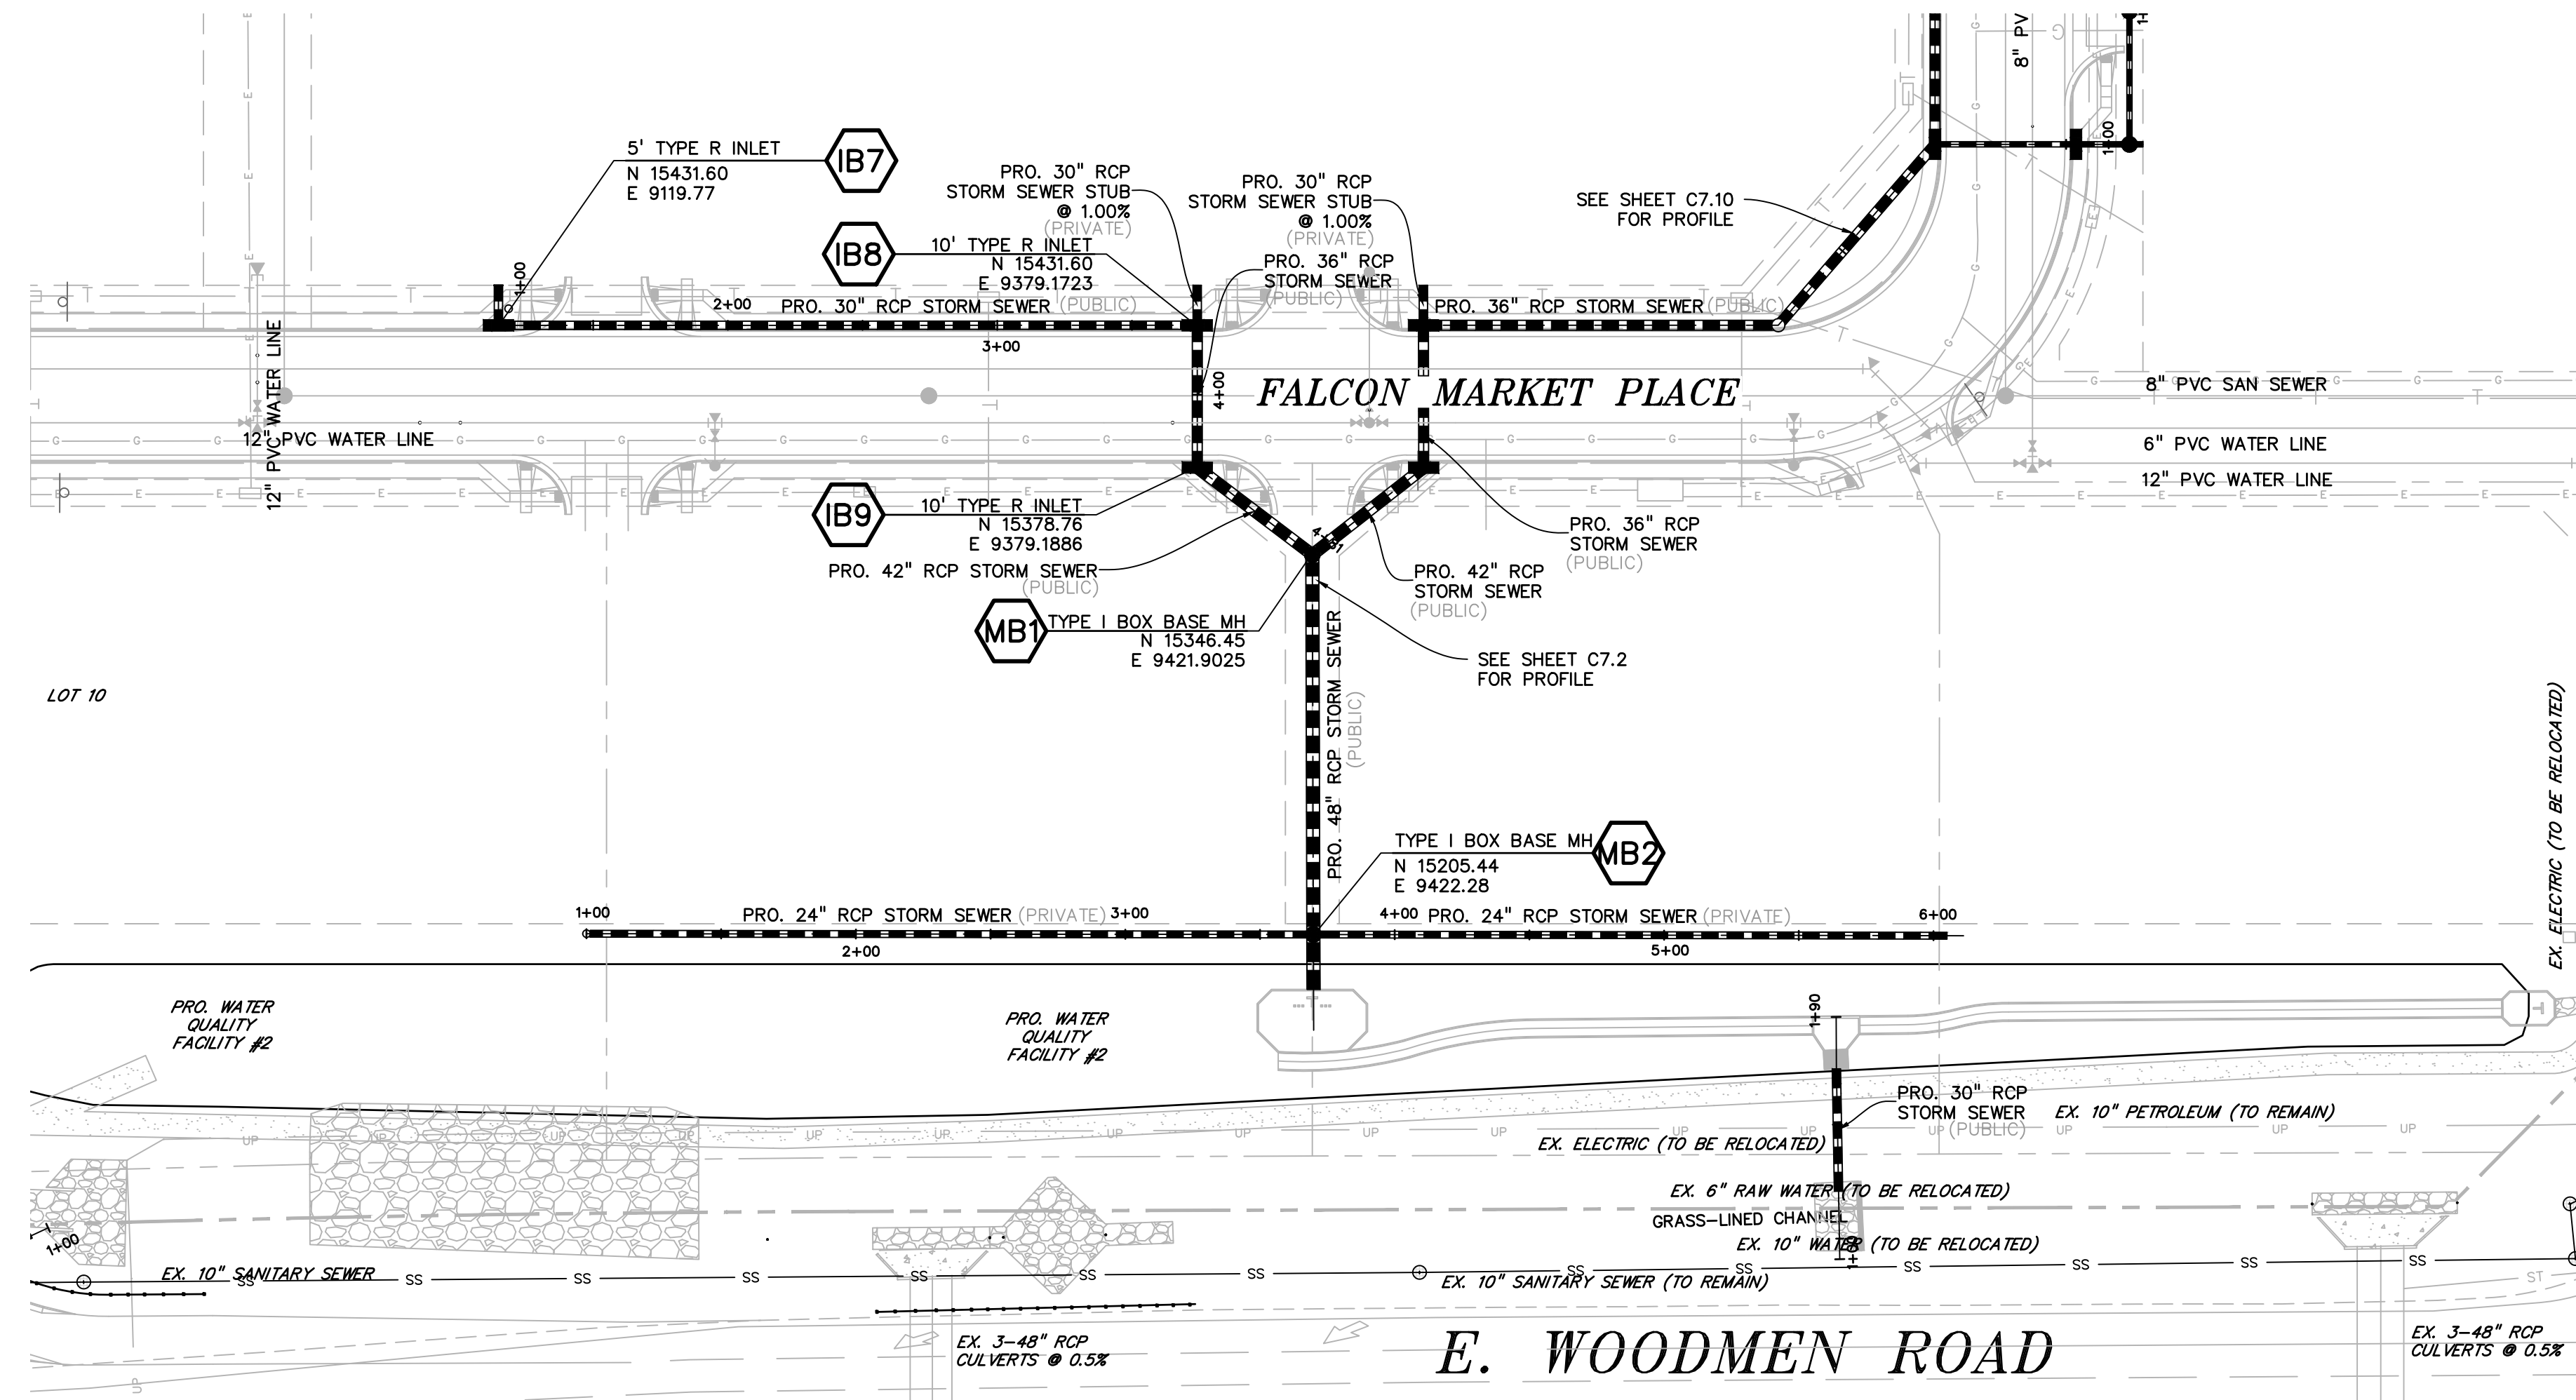 8" PV
1+00
5' TYPE R INLET
N 15431.60
E 9119.77
IB7
PRO. 30" RCP
STORM SEWER STUB
@ 1.00%
(PRIVATE)
PRO. 30" RCP
STORM SEWER STUB
@ 1.00%
(PRIVATE)
SEE SHEET C7.10
FOR PROFILE
IB8
10' TYPE R INLET
N 15431.60
E 9379.1723
PRO. 36" RCP
STORM SEWER
(PUBLIC)
1+00
2+00
PRO. 30" RCP STORM SEWER (PUBLIC)
3+00
PRO. 36" RCP STORM SEWER (PUBLIC)
4+00
FALCON MARKET PLACE
12" PVC WATER LINE
12" PVC WATER LINE
8" PVC SAN SEWER
6" PVC WATER LINE
12" PVC WATER LINE
IB9
10' TYPE R INLET
N 15378.76
E 9379.1886
PRO. 42" RCP STORM SEWER
(PUBLIC)
PRO. 36" RCP
STORM SEWER
(PUBLIC)
PRO. 42" RCP
STORM SEWER
(PUBLIC)
MB1
TYPE I BOX BASE MH
N 15346.45
E 9421.9025
SEE SHEET C7.2
FOR PROFILE
PRO. 48" RCP STORM SEWER
(PUBLIC)
LOT 10
EX. ELECTRIC (TO BE RELOCATED)
TYPE I BOX BASE MH
N 15205.44
E 9422.28
MB2
1+00
PRO. 24" RCP STORM SEWER (PRIVATE)
3+00
4+00
PRO. 24" RCP STORM SEWER (PRIVATE)
6+00
2+00
5+00
PRO. WATER
QUALITY
FACILITY #2
PRO. WATER
QUALITY
FACILITY #2
1+90
PRO. 30" RCP
STORM SEWER
(PUBLIC)
EX. 10" PETROLEUM (TO REMAIN)
EX. ELECTRIC (TO BE RELOCATED)
EX. 6" RAW WATER (TO BE RELOCATED)
GRASS-LINED CHANNEL
EX. 10" WATER (TO BE RELOCATED)
1+00
EX. 10" SANITARY SEWER
EX. 10" SANITARY SEWER (TO REMAIN)
EX. 3-48" RCP
CULVERTS @ 0.5%
E. WOODMEN ROAD
EX. 3-48" RCP
CULVERTS @ 0.5%